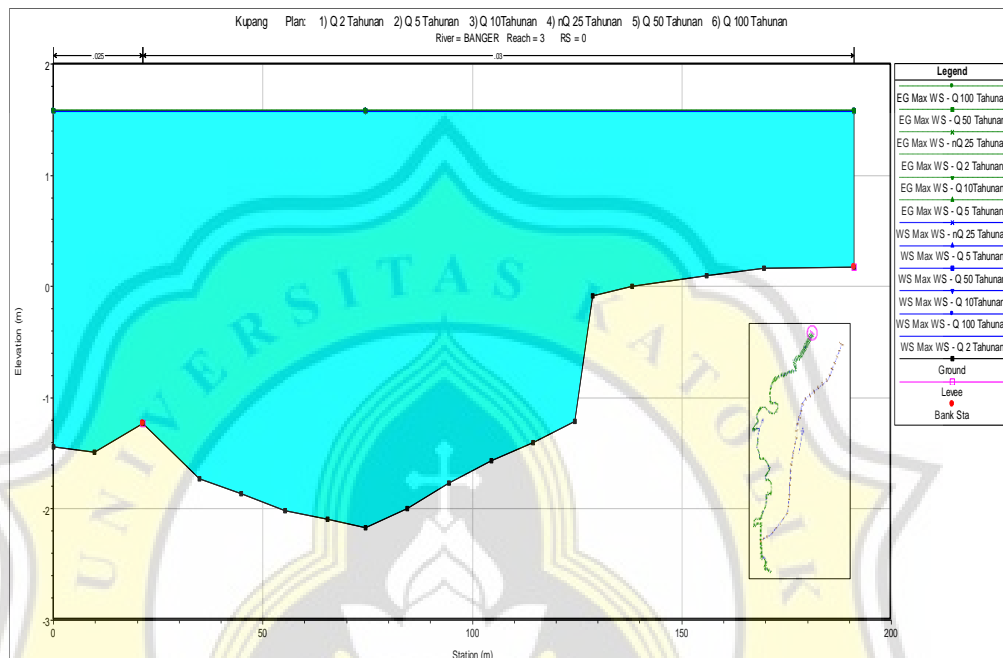 Kupang Plan: 1) Q 2 Tahunan 2) Q 5 Tahunan 3) Q 10Tahunan 4) nQ 25 Tahunan 5) Q 50 Tahunan 6) Q 100 Tahunan
River = BANGER Reach = 3 RS = 0
.025 .03
Legend
EG Max WS - Q 100 Tahunan
EG Max WS - Q 50 Tahunan
EG Max WS - nQ 25 Tahunan
EG Max WS - Q 2 Tahunan
EG Max WS - Q 10Tahunan
EG Max WS - Q 5 Tahunan
WS Max WS - nQ 25 Tahunan
WS Max WS - Q 5 Tahunan
WS Max WS - Q 50 Tahunan
WS Max WS - Q 10Tahunan
WS Max WS - Q 100 Tahunan
WS Max WS - Q 2 Tahunan
Ground
Levee
Bank Sta
2
1
0
-1
-2
-3
Elevation (m)
0 50 100 150 200
Station (m)
UNIVERSITAS KATOLIK